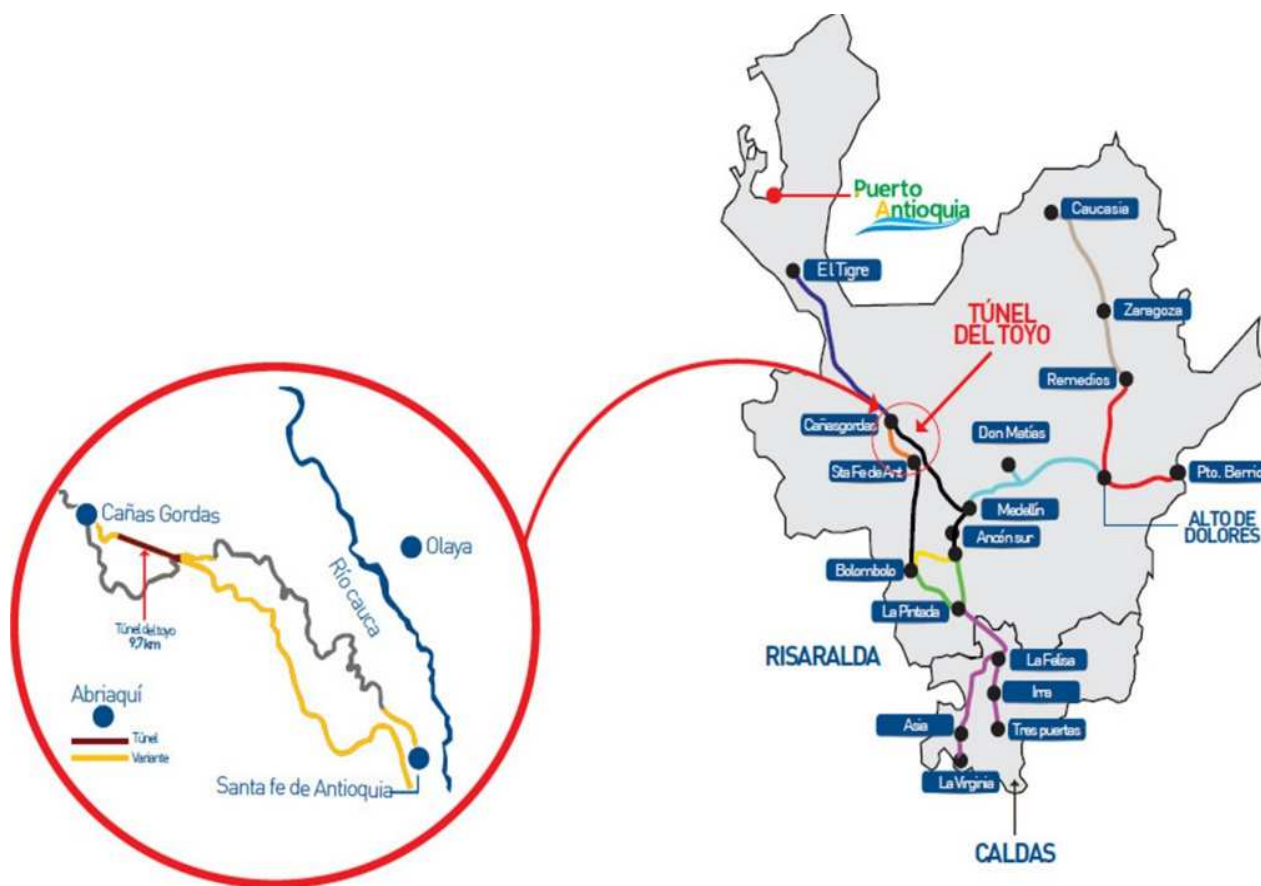 Puerto
Antioquia
Caucasia
El Tigre
Zaragoza
TÚNEL
DEL TOYO
Remedios
Cañasgordas
Don Matías
Sta Fe de Ant.
Pto. Berrio
Medellín
ALTO DE
DOLORES
Ancón sur
Bolombolo
La Pintada
RISARALDA
La Felisa
Irra
Asia
Tres puertas
La Virginia
CALDAS
Cañas Gordas
Olaya
Río cauca
Túnel del toyo
9,7 km
Abriaquí
Túnel
Variante
Santa fe de Antioquia